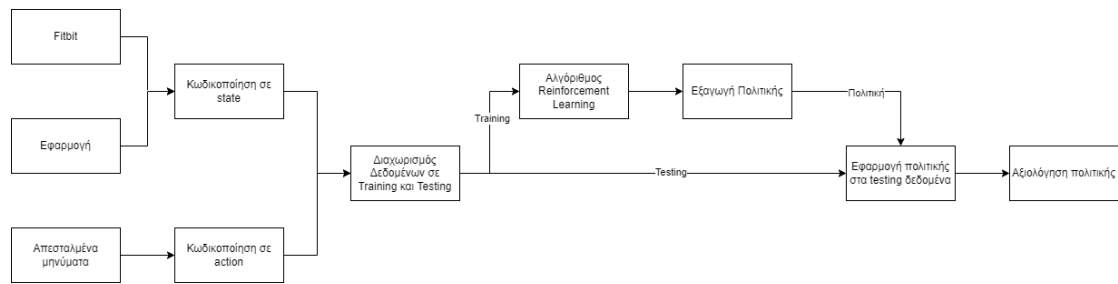 Fitbit
Εφαρμογή
Απεσταλμένα
μηνύματα
Κωδικοποίηση σε
state
Κωδικοποίηση σε
action
Διαχωρισμός
Δεδομένων σε
Training και Testing
Training
Testing
Αλγόριθμος
Reinforcement
Learning
Εξαγωγή Πολιτικής
Πολιτική
Εφαρμογή πολιτικής
στα testing δεδομένα
Αξιολόγηση πολιτικής